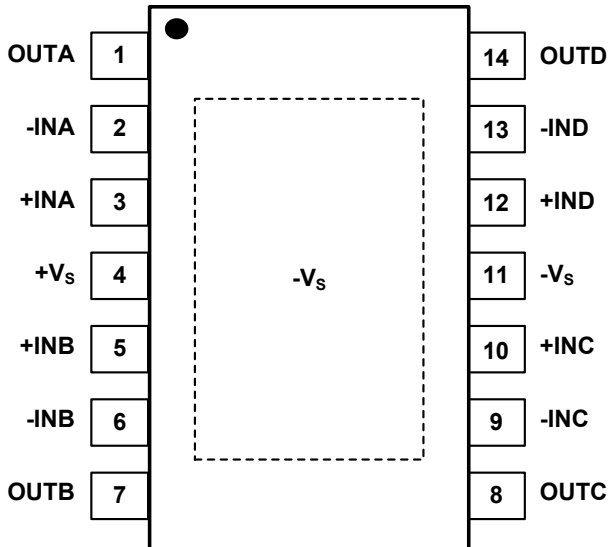 OUTA 1 14 OUTD
-INA 2 13 -IND
+INA 3 12 +IND
+VS 4 -VS 11 -VS
+INB 5 10 +INC
-INB 6 9 -INC
OUTB 7 8 OUTC